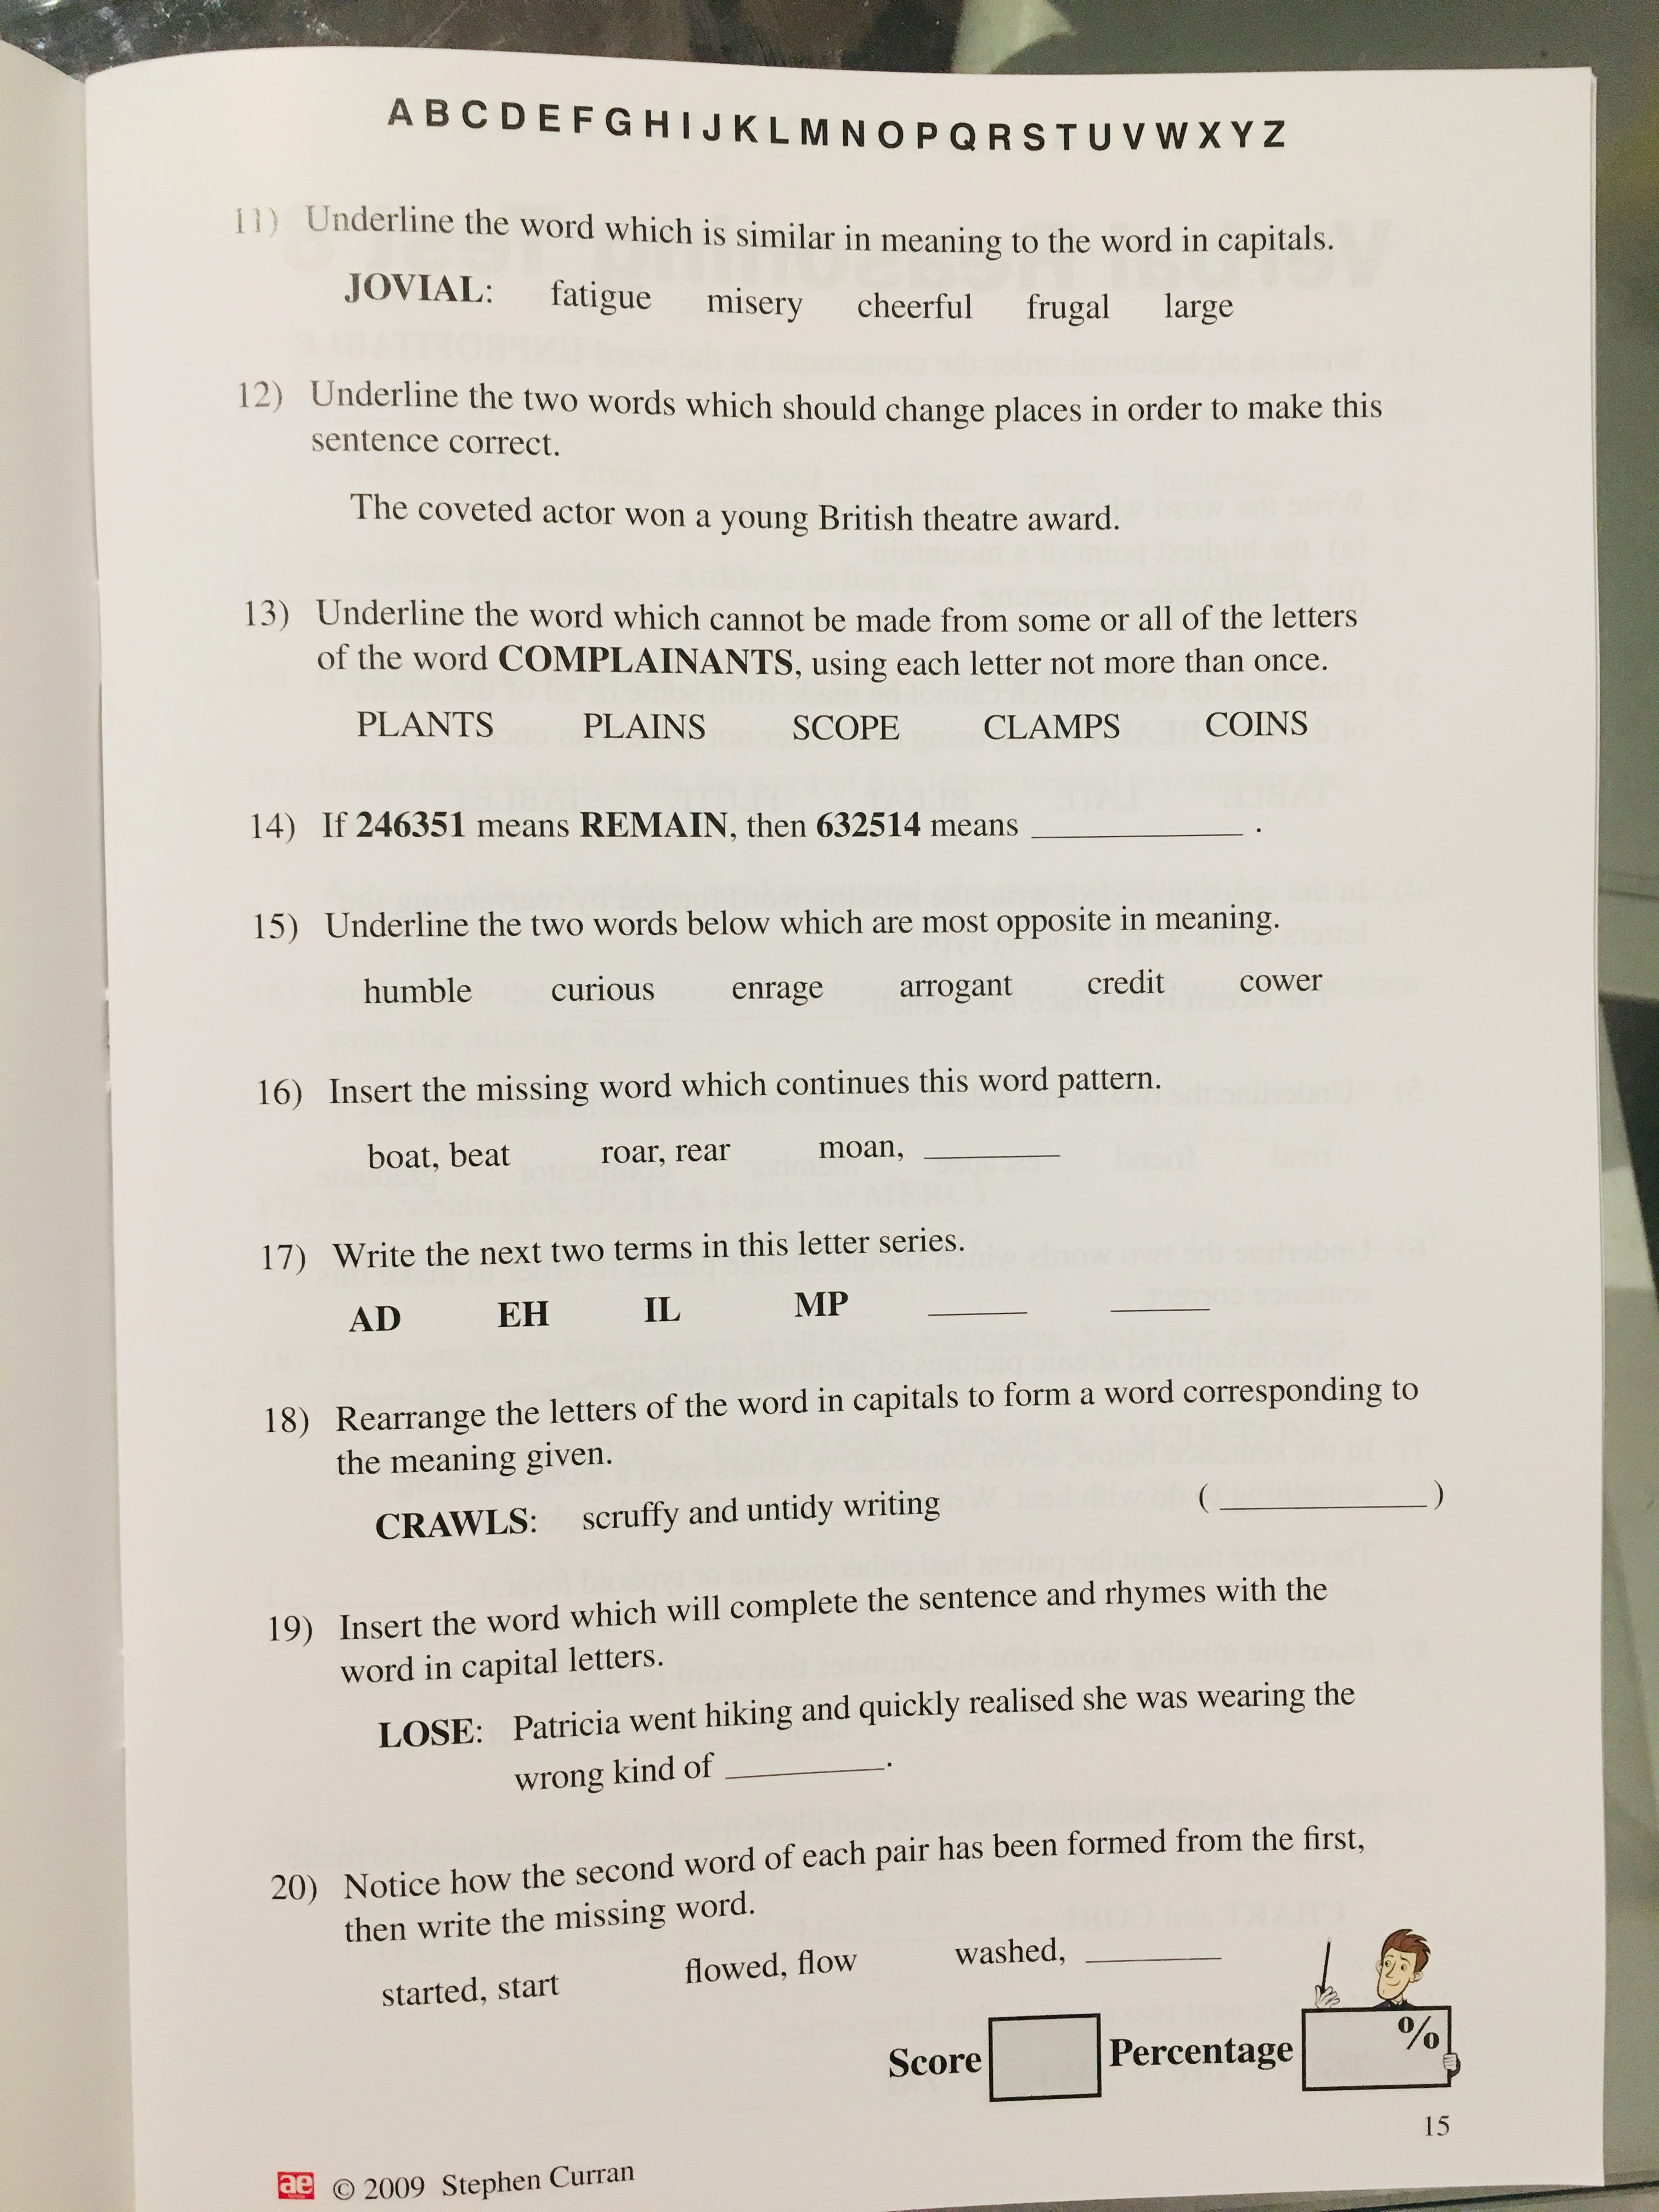 A B C D E F G H I J K L M N O P Q R S T U V W X Y Z
11) Underline the word which is similar in meaning to the word in capitals.
JOVIAL: fatigue misery cheerful frugal large
12) Underline the two words which should change places in order to make this
sentence correct.
The coveted actor won a young British theatre award.
13) Underline the word which cannot be made from some or all of the letters
of the word COMPLAINANTS, using each letter not more than once.
PLANTS PLAINS SCOPE CLAMPS COINS
14) If 246351 means REMAIN, then 632514 means __________ .
15) Underline the two words below which are most opposite in meaning.
humble curious enrage arrogant credit cower
16) Insert the missing word which continues this word pattern.
boat, beat roar, rear moan, ________
17) Write the next two terms in this letter series.
AD EH IL MP ______ ______
18) Rearrange the letters of the word in capitals to form a word corresponding to
the meaning given.
CRAWLS: scruffy and untidy writing ( __________ )
19) Insert the word which will complete the sentence and rhymes with the
word in capital letters.
LOSE: Patricia went hiking and quickly realised she was wearing the
wrong kind of ________.
20) Notice how the second word of each pair has been formed from the first,
then write the missing word.
started, start flowed, flow washed, ________
Score Percentage %
15
ae © 2009 Stephen Curran